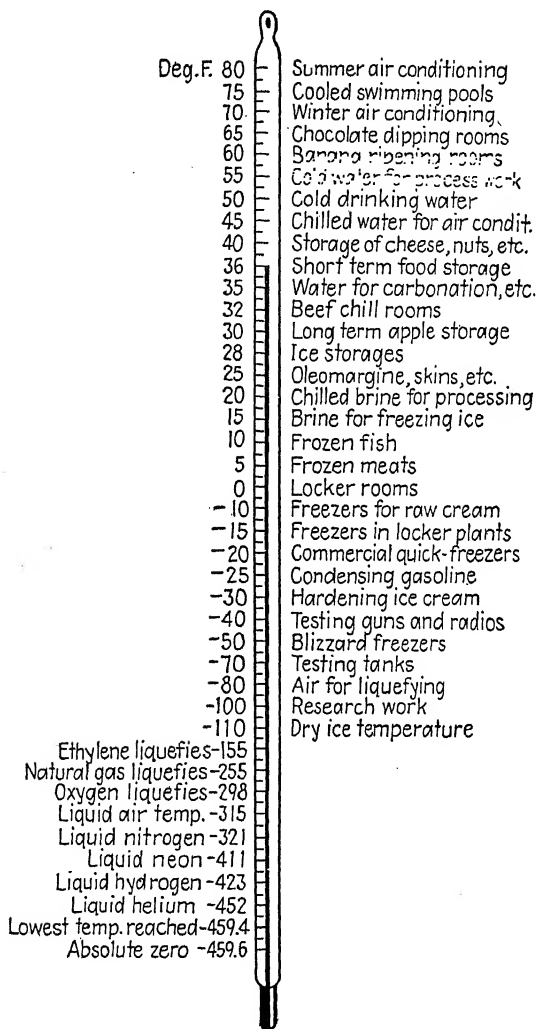 Deg.F. 80 Summer air conditioning
75 Cooled swimming pools
70 Winter air conditioning
65 Chocolate dipping rooms
60 Banana ripening rooms
55 Cold water for process work
50 Cold drinking water
45 Chilled water for air condit.
40 Storage of cheese, nuts, etc.
36 Short term food storage
35 Water for carbonation, etc.
32 Beef chill rooms
30 Long term apple storage
28 Ice storages
25 Oleomargine, skins, etc.
20 Chilled brine for processing
15 Brine for freezing ice
10 Frozen fish
5 Frozen meats
0 Locker rooms
-10 Freezers for raw cream
-15 Freezers in locker plants
-20 Commercial quick-freezers
-25 Condensing gasoline
-30 Hardening ice cream
-40 Testing guns and radios
-50 Blizzard freezers
-70 Testing tanks
-80 Air for liquefying
-100 Research work
-110 Dry ice temperature
Ethylene liquefies -155
Natural gas liquefies -255
Oxygen liquefies -298
Liquid air temp. -315
Liquid nitrogen -321
Liquid neon -411
Liquid hydrogen -423
Liquid helium -452
Lowest temp. reached -459.4
Absolute zero -459.6